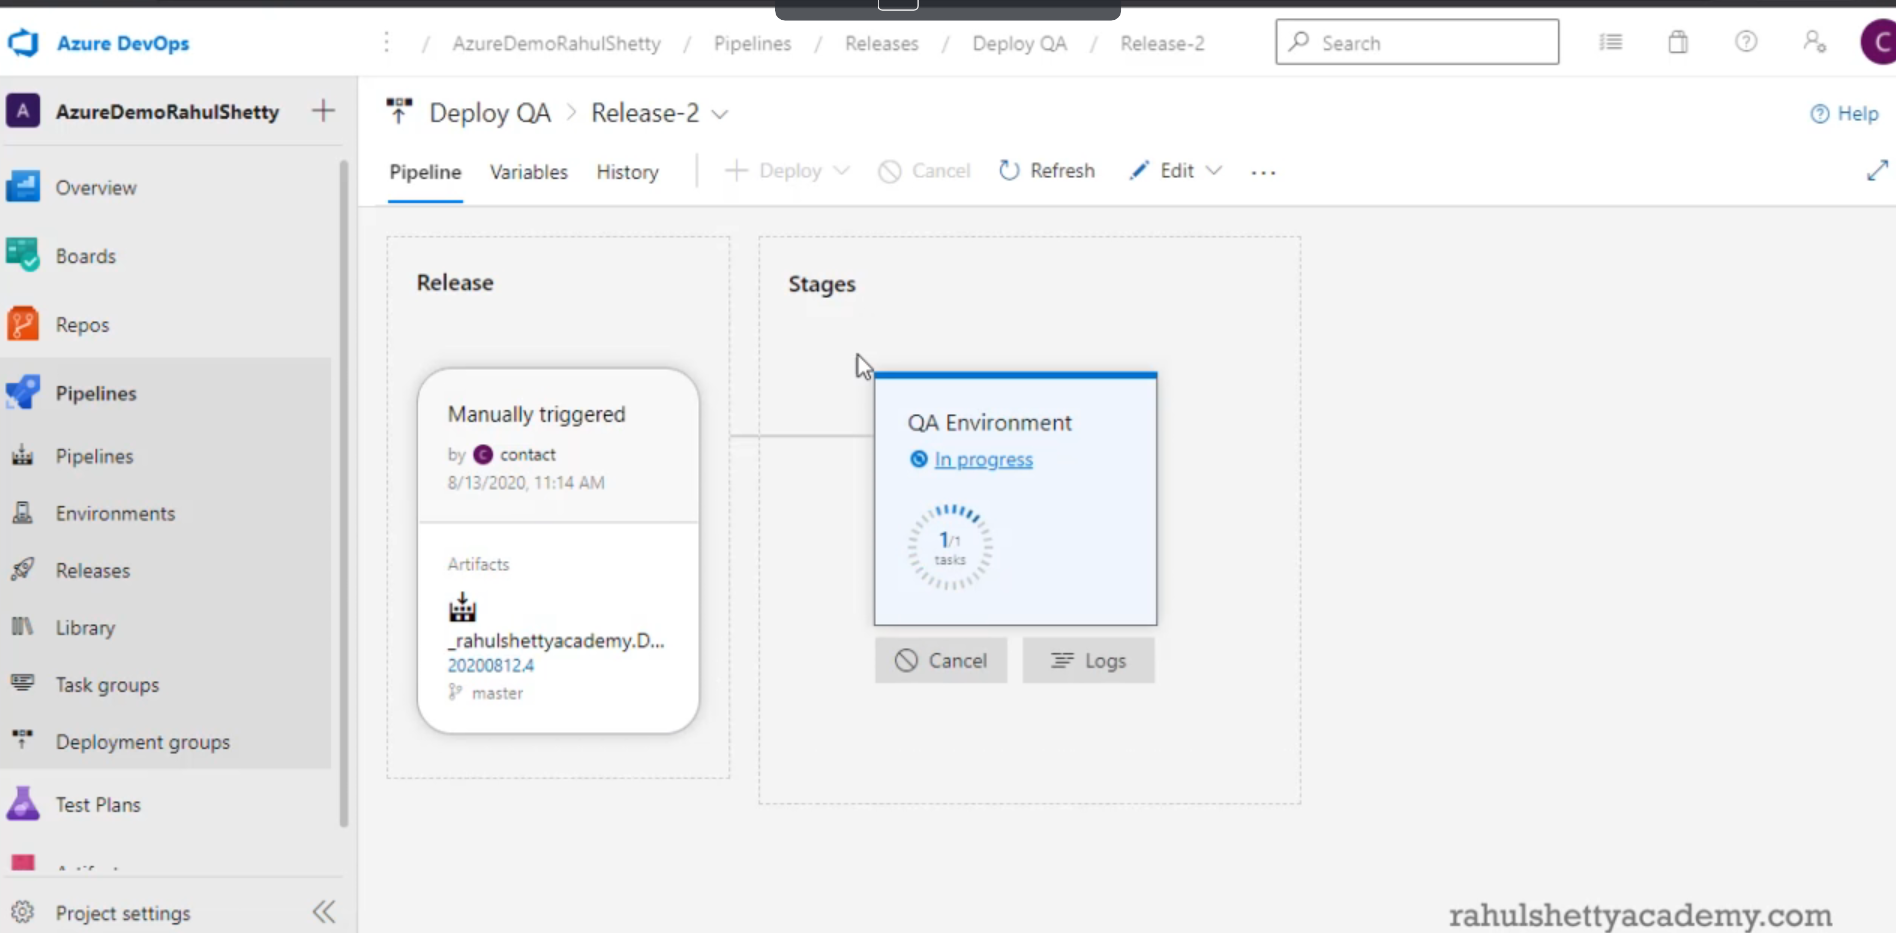 Azure DevOps
/ AzureDemoRahulShetty / Pipelines / Releases / Deploy QA / Release-2
Search
C
A AzureDemoRahulShetty
Overview
Boards
Repos
Pipelines
Pipelines
Environments
Releases
Library
Task groups
Deployment groups
Test Plans
Project settings
Deploy QA > Release-2
Help
Pipeline Variables History Deploy Cancel Refresh Edit ...
Release
Manually triggered
by C contact
8/13/2020, 11:14 AM
Artifacts
_rahulshettyacademy.D...
20200812.4
master
Stages
QA Environment
In progress
1/1
tasks
Cancel
Logs
rahulshettyacademy.com